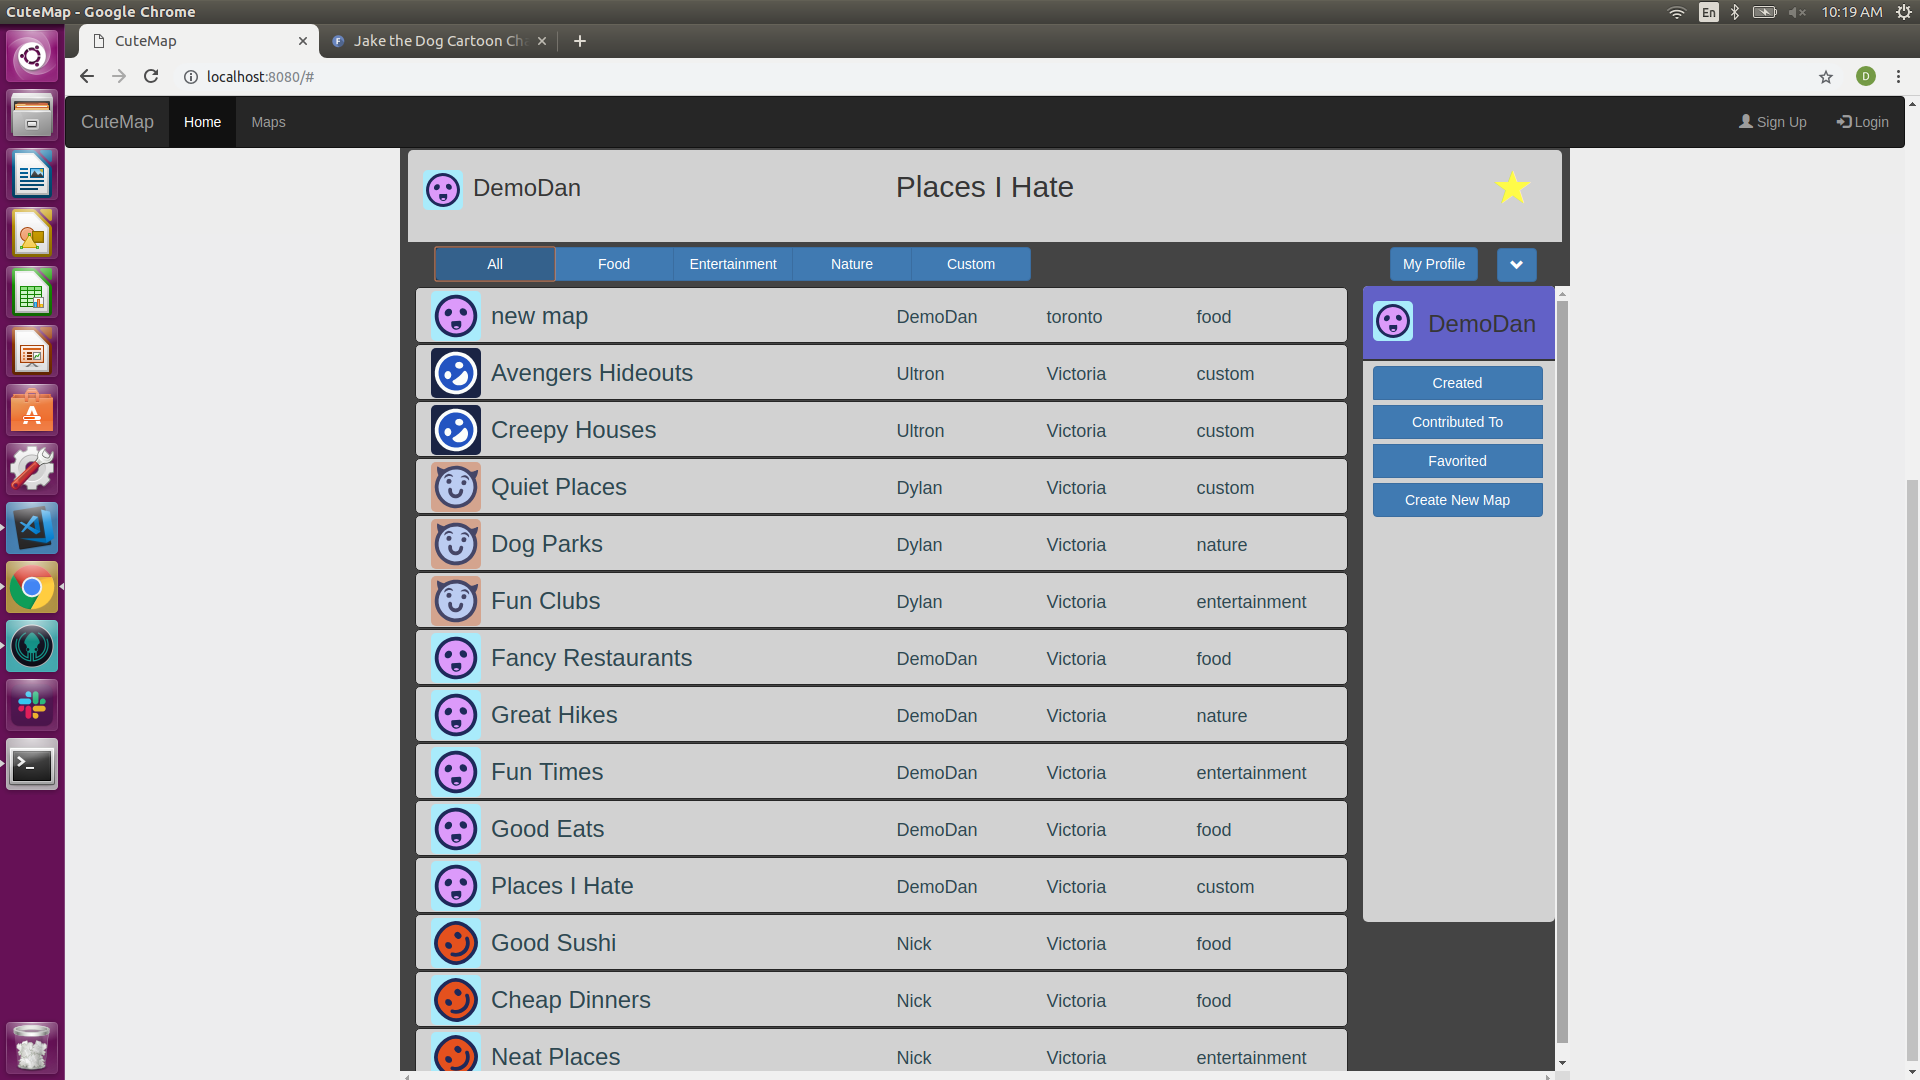 CuteMap - Google Chrome
En
10:19 AM
CuteMap
Jake the Dog Cartoon Ch
localhost:8080/#
D
CuteMap
Home
Maps
Sign Up
Login
DemoDan
Places I Hate
All
Food
Entertainment
Nature
Custom
My Profile
new map DemoDan toronto food
Avengers Hideouts Ultron Victoria custom
Creepy Houses Ultron Victoria custom
Quiet Places Dylan Victoria custom
Dog Parks Dylan Victoria nature
Fun Clubs Dylan Victoria entertainment
Fancy Restaurants DemoDan Victoria food
Great Hikes DemoDan Victoria nature
Fun Times DemoDan Victoria entertainment
Good Eats DemoDan Victoria food
Places I Hate DemoDan Victoria custom
Good Sushi Nick Victoria food
Cheap Dinners Nick Victoria food
Neat Places Nick Victoria entertainment
DemoDan
Created
Contributed To
Favorited
Create New Map